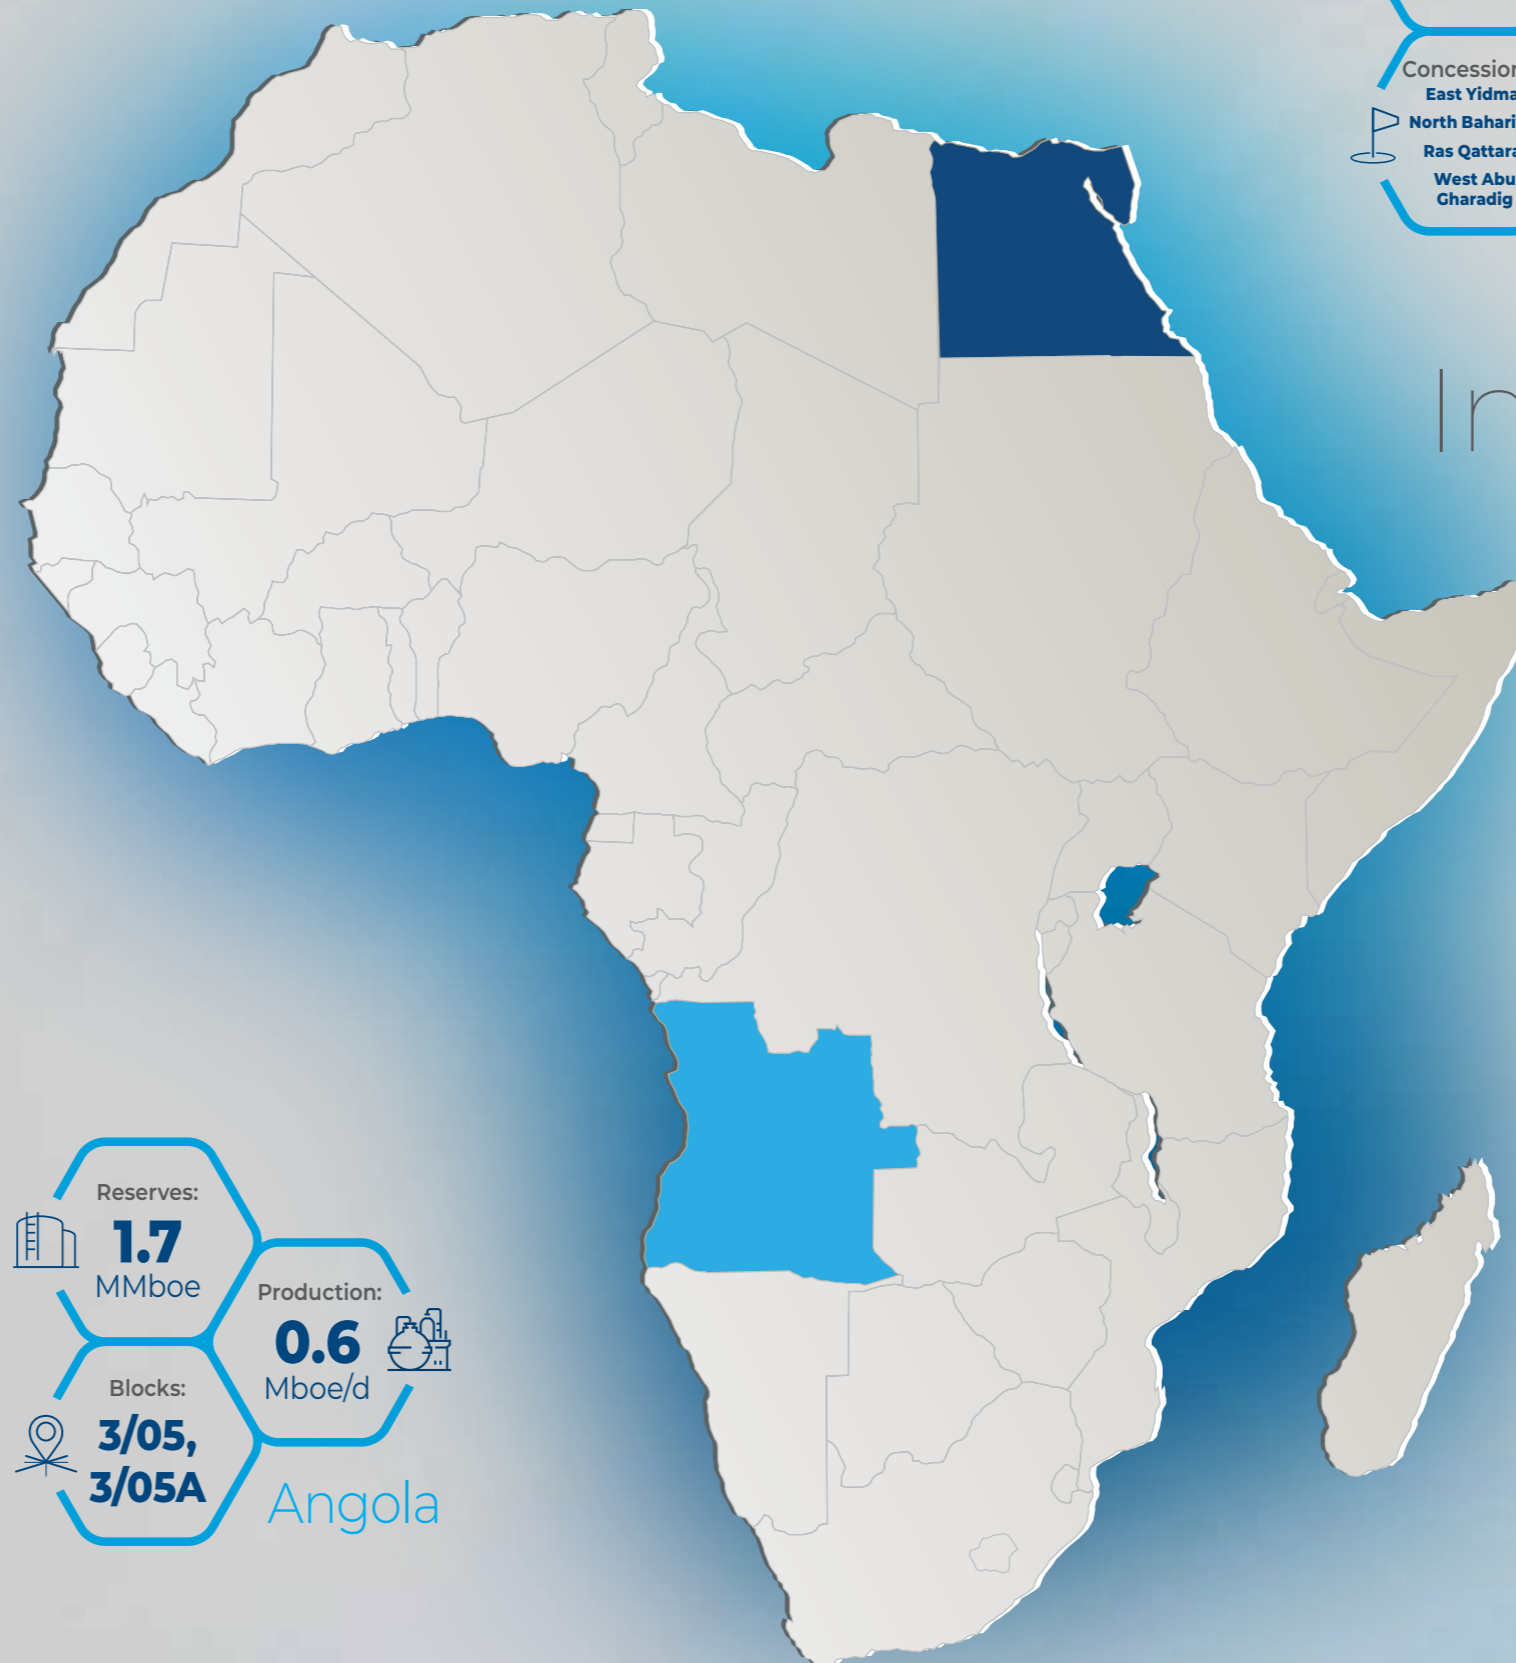 Concession
East Yidma
North Bahari
Ras Qattara
West Abu
Gharadig
In
Reserves:
1.7
MMboe
Production:
0.6
Mboe/d
Blocks:
3/05,
3/05A
Angola